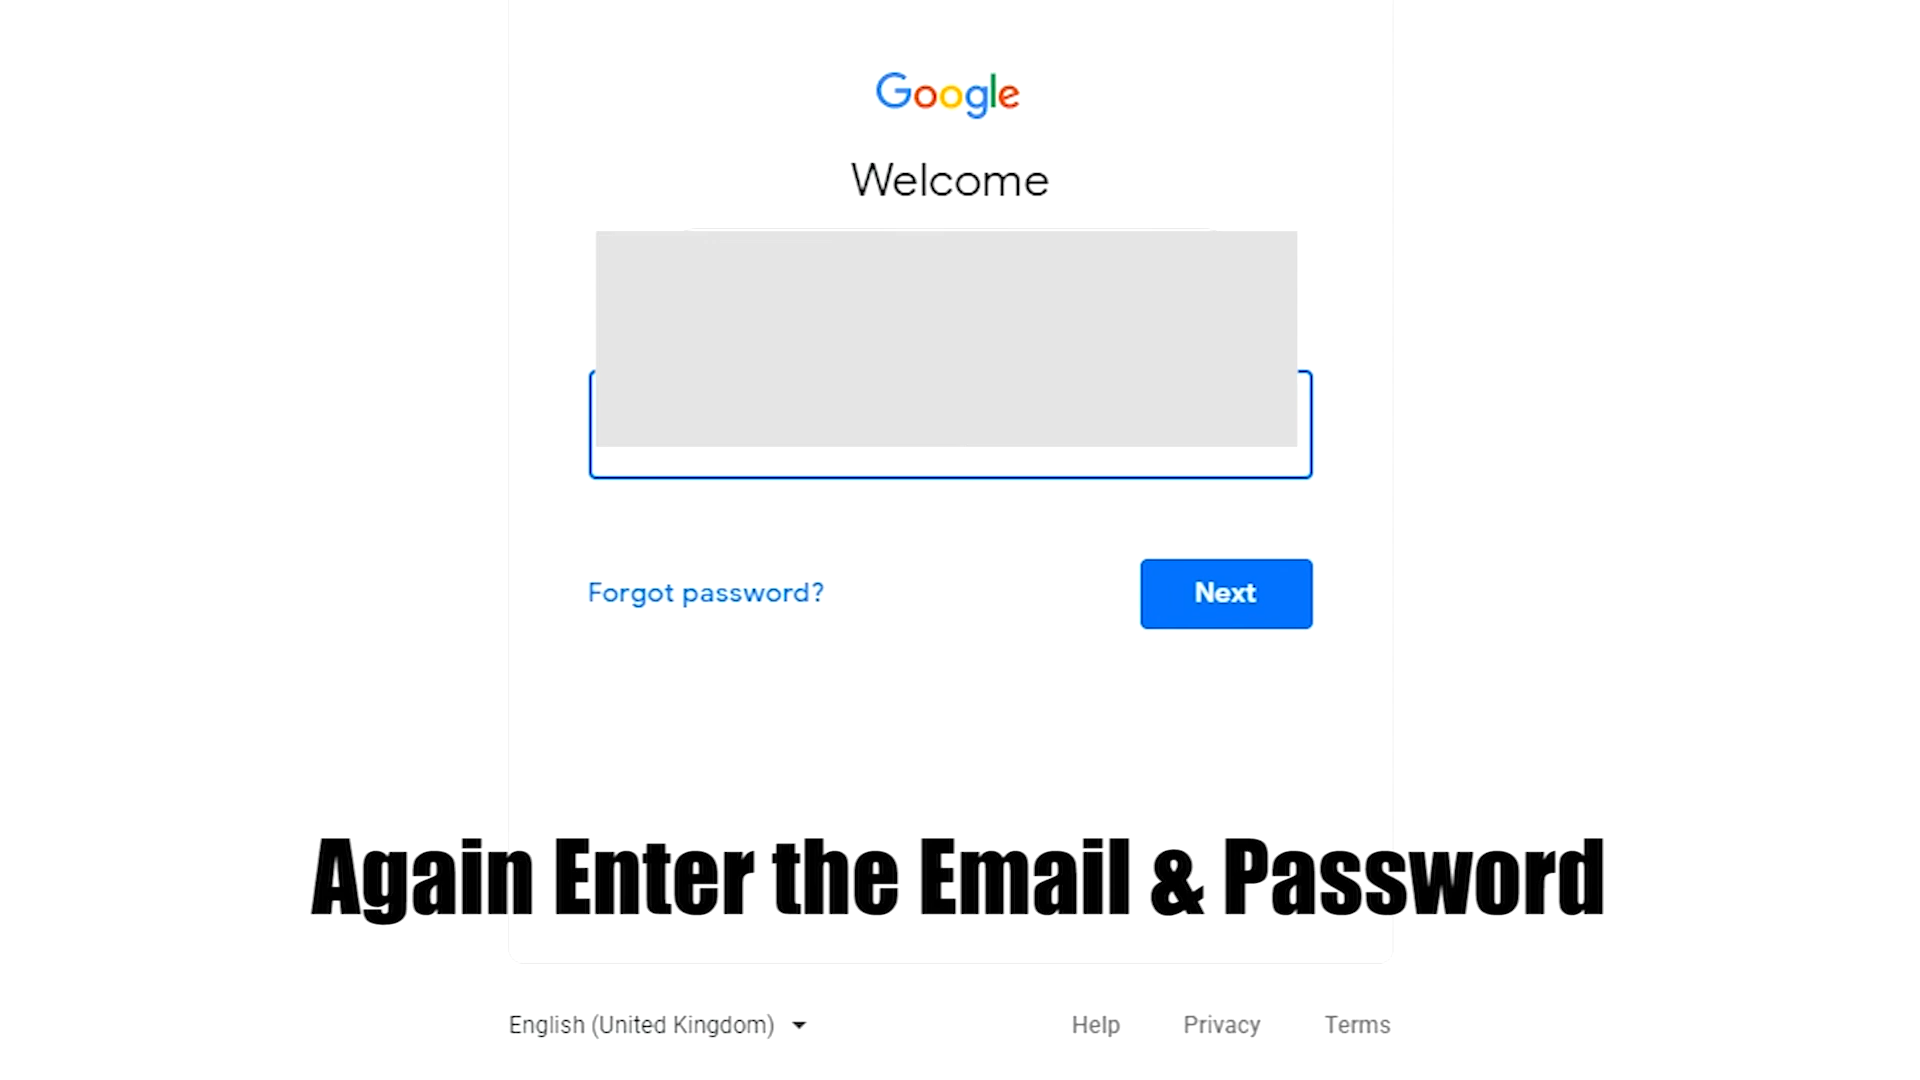 Google
Welcome
Forgot password?
Next
Again Enter the Email & Password
English (United Kingdom)
Help Privacy Terms